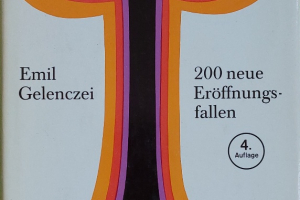 Emil
Gelenczei
200 neue
Eröffnungs-
fallen
4.
Auflage